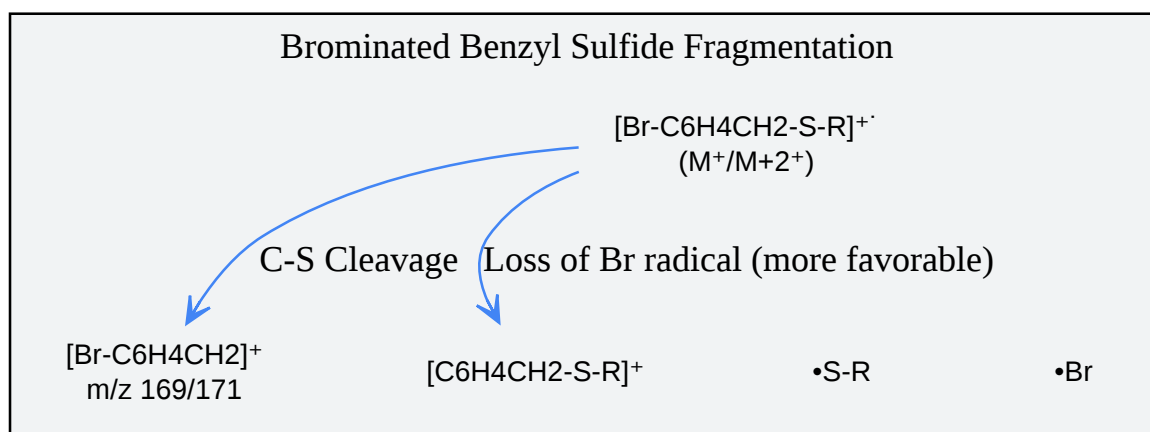 Brominated Benzyl Sulfide Fragmentation
[Br-C6H4CH2-S-R]⁺˙
(M⁺/M+2⁺)
C-S Cleavage
Loss of Br radical (more favorable)
[Br-C6H4CH2]⁺
m/z 169/171
[C6H4CH2-S-R]⁺
•S-R
•Br